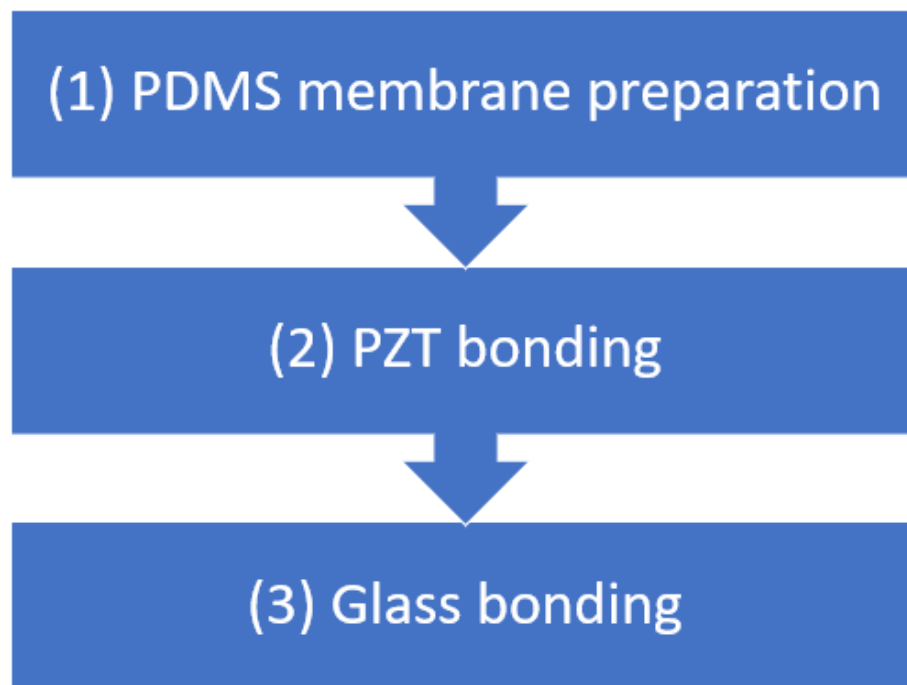 (1) PDMS membrane preparation
(2) PZT bonding
(3) Glass bonding